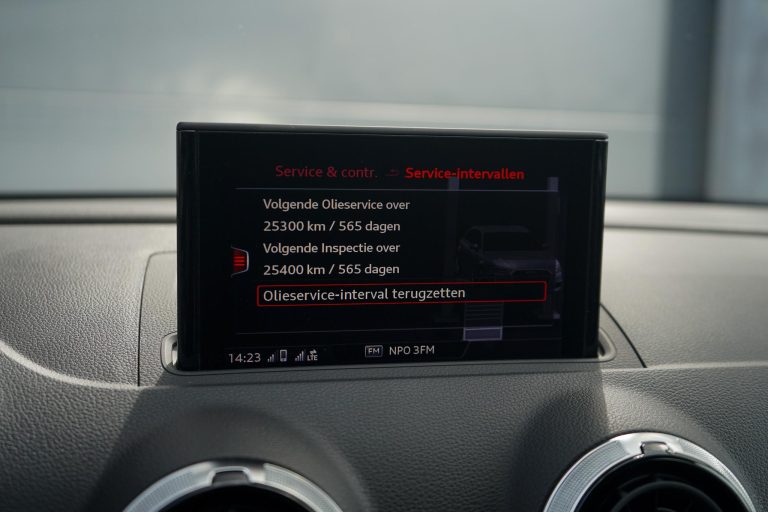 Service & contr. Service-intervallen
Volgende Olieservice over
25300 km / 565 dagen
Volgende Inspectie over
25400 km / 565 dagen
Olieservice-interval terugzetten
14:23 LTE FM NPO 3FM